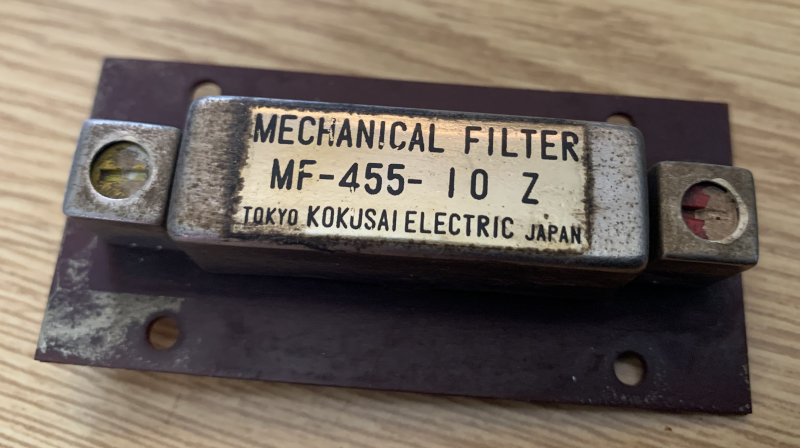 MECHANICAL FILTER
MF-455- 10 Z
TOKYO KOKUSAI ELECTRIC JAPAN